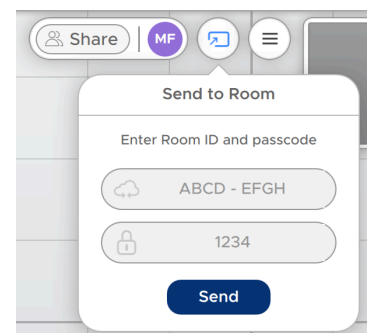 Share
MF
Send to Room
Enter Room ID and passcode
ABCD - EFGH
1234
Send